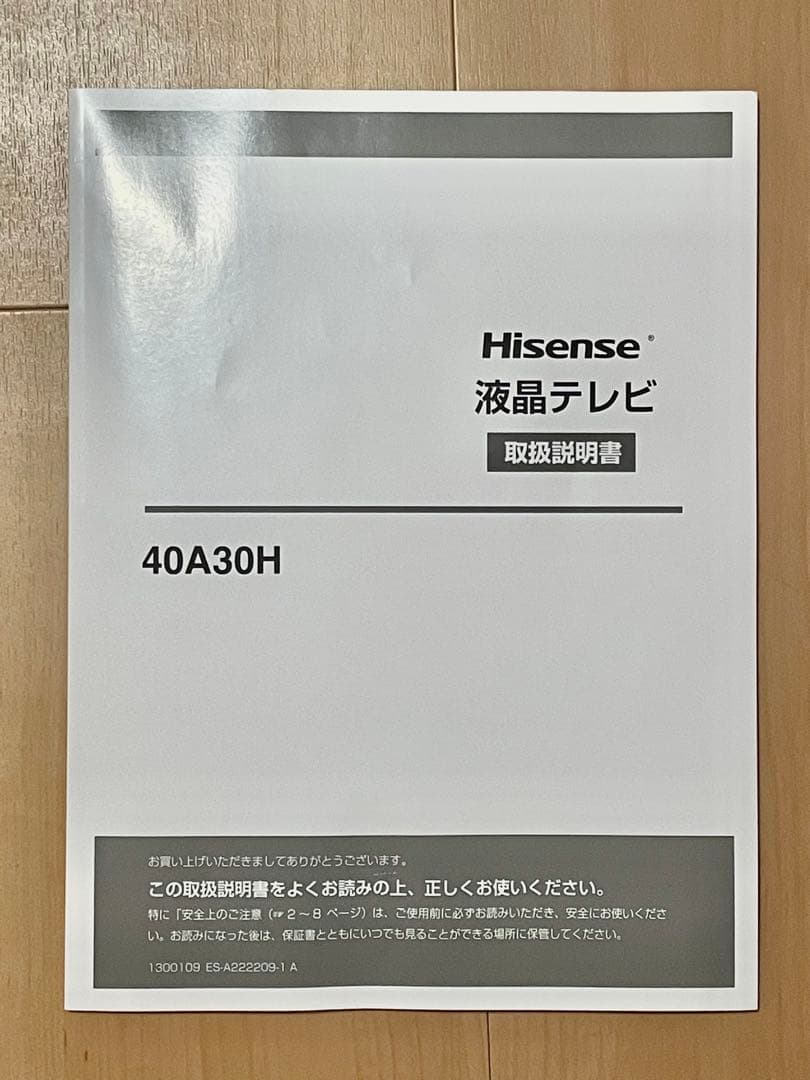 Hisense®
液晶テレビ
取扱説明書
40A30H
お買い上げいただきましてありがとうございます。
この取扱説明書をよくお読みの上、正しくお使いください。
特に「安全上のご注意（☞ 2～8 ページ）は、ご使用前に必ずお読みいただき、安全にお使いくださ
い。お読みになった後は、保証書とともにいつでも見ることができる場所に保管してください。
1300109 ES-A222209-1 A